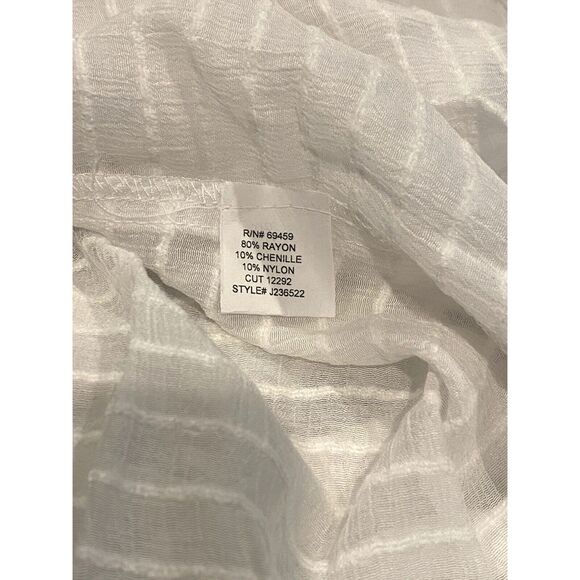 R/N# 69459
80% RAYON
10% CHENILLE
10% NYLON
CUT 12292
STYLE# J236522